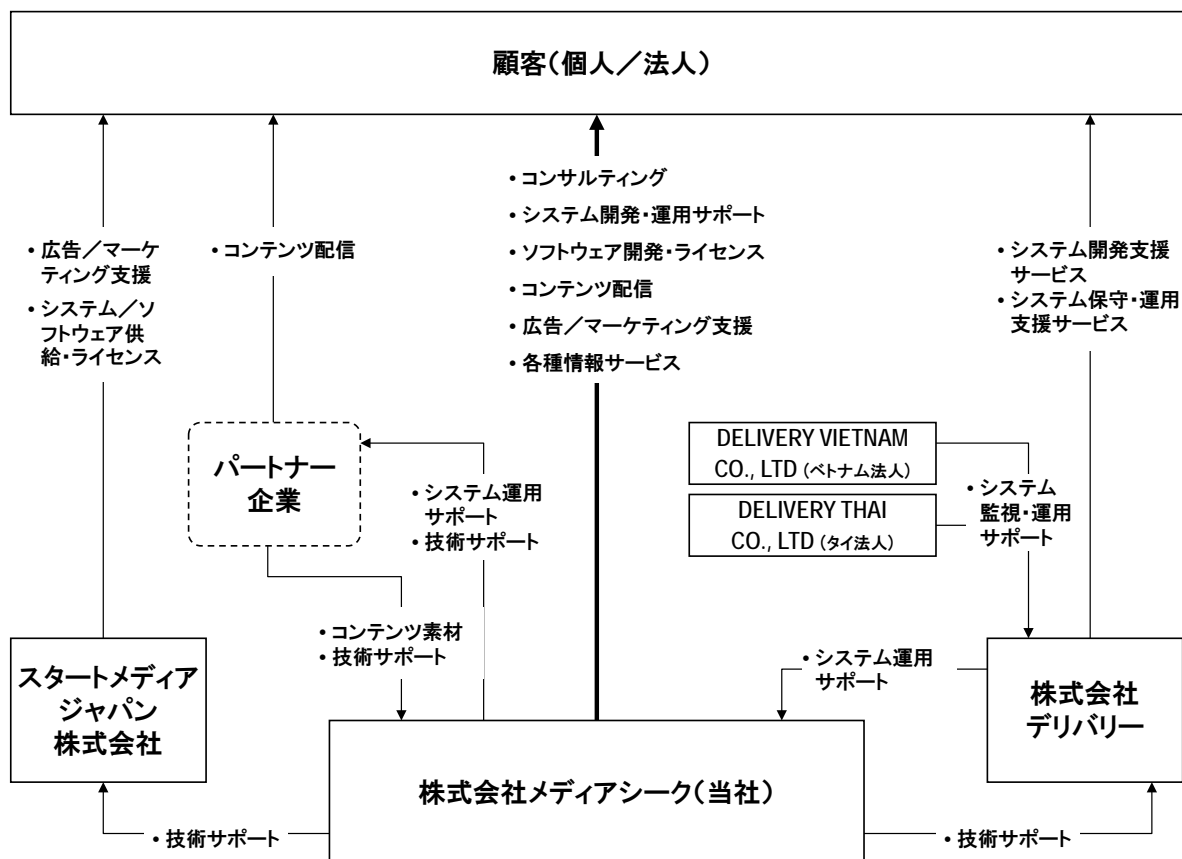 顧客（個人／法人）
• 広告／マーケ
ティング支援
• システム／ソ
フトウェア供
給・ライセンス
• コンテンツ配信
• コンサルティング
• システム開発・運用サポート
• ソフトウェア開発・ライセンス
• コンテンツ配信
• 広告／マーケティング支援
• 各種情報サービス
• システム開発支援
サービス
• システム保守・運用
支援サービス
パートナー
企業
• システム運用
サポート
• 技術サポート
DELIVERY VIETNAM
CO., LTD (ベトナム法人)
DELIVERY THAI
CO., LTD (タイ法人)
• システム
監視・運用
サポート
• コンテンツ素材
• 技術サポート
• システム運用
サポート
スタートメディア
ジャパン
株式会社
株式会社
デリバリー
株式会社メディアシーク（当社）
• 技術サポート
• 技術サポート